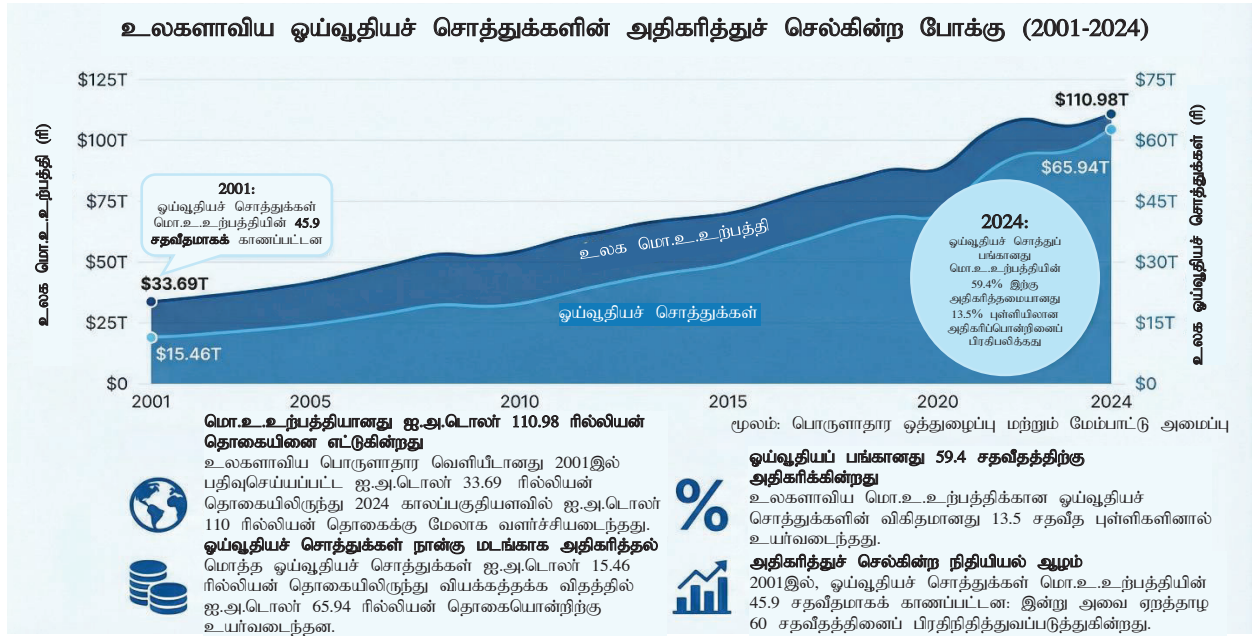 உலகளாவிய ஓய்வூதியச் சொத்துக்களின் அதிகரித்துச் செல்கின்ற போக்கு (2001-2024)
உலக மொ.உ.உற்பத்தி (ரி)
$125T
$100T
$75T
$50T
$25T
$0
2001:
ஓய்வூதியச் சொத்துக்கள்
மொ.உ.உற்பத்தியின் 45.9
சதவீதமாகக் காணப்பட்டன
$33.69T
$15.46T
உலக மொ.உ.உற்பத்தி
ஓய்வூதியச் சொத்துக்கள்
$110.98T
$65.94T
2024:
ஓய்வூதியச் சொத்துப்
பங்கானது
மொ.உ.உற்பத்தியின்
59.4% இற்கு
அதிகரித்தமையானது
13.5% புள்ளியிலான
அதிகரிப்பொன்றினைப்
பிரதிபலிக்கது
$75T
$60T
$45T
$30T
$15T
$0
உலக ஓய்வூதியச் சொத்துக்கள் (ரி)
2001 2005 2010 2015 2020 2024
மூலம்: பொருளாதார ஒத்துழைப்பு மற்றும் மேம்பாட்டு அமைப்பு
மொ.உ.உற்பத்தியானது ஐ.அ.டொலர் 110.98 ரில்லியன்
தொகையினை எட்டுகின்றது
உலகளாவிய பொருளாதார வெளியீடானது 2001இல்
பதிவுசெய்யப்பட்ட ஐ.அ.டொலர் 33.69 ரில்லியன்
தொகையிலிருந்து 2024 காலப்பகுதியளவில் ஐ.அ.டொலர்
110 ரில்லியன் தொகைக்கு மேலாக வளர்ச்சியடைந்தது.
ஓய்வூதியச் சொத்துக்கள் நான்கு மடங்காக அதிகரித்தல்
மொத்த ஓய்வூதியச் சொத்துக்கள் ஐ.அ.டொலர் 15.46
ரில்லியன் தொகையிலிருந்து வியக்கத்தக்க விதத்தில்
ஐ.அ.டொலர் 65.94 ரில்லியன் தொகையொன்றிற்கு
உயர்வடைந்தன.
%
ஓய்வூதியப் பங்கானது 59.4 சதவீதத்திற்கு
அதிகரிக்கின்றது
உலகளாவிய மொ.உ.உற்பத்திக்கான ஓய்வூதியச்
சொத்துக்களின் விகிதமானது 13.5 சதவீத புள்ளிகளினால்
உயர்வடைந்தது.
அதிகரித்துச் செல்கின்ற நிதியியல் ஆழம்
2001இல், ஓய்வூதியச் சொத்துக்கள் மொ.உ.உற்பத்தியின்
45.9 சதவீதமாகக் காணப்பட்டன: இன்று அவை ஏறத்தாழ
60 சதவீதத்தினைப் பிரதிநிதித்துவப்படுத்துகின்றது.